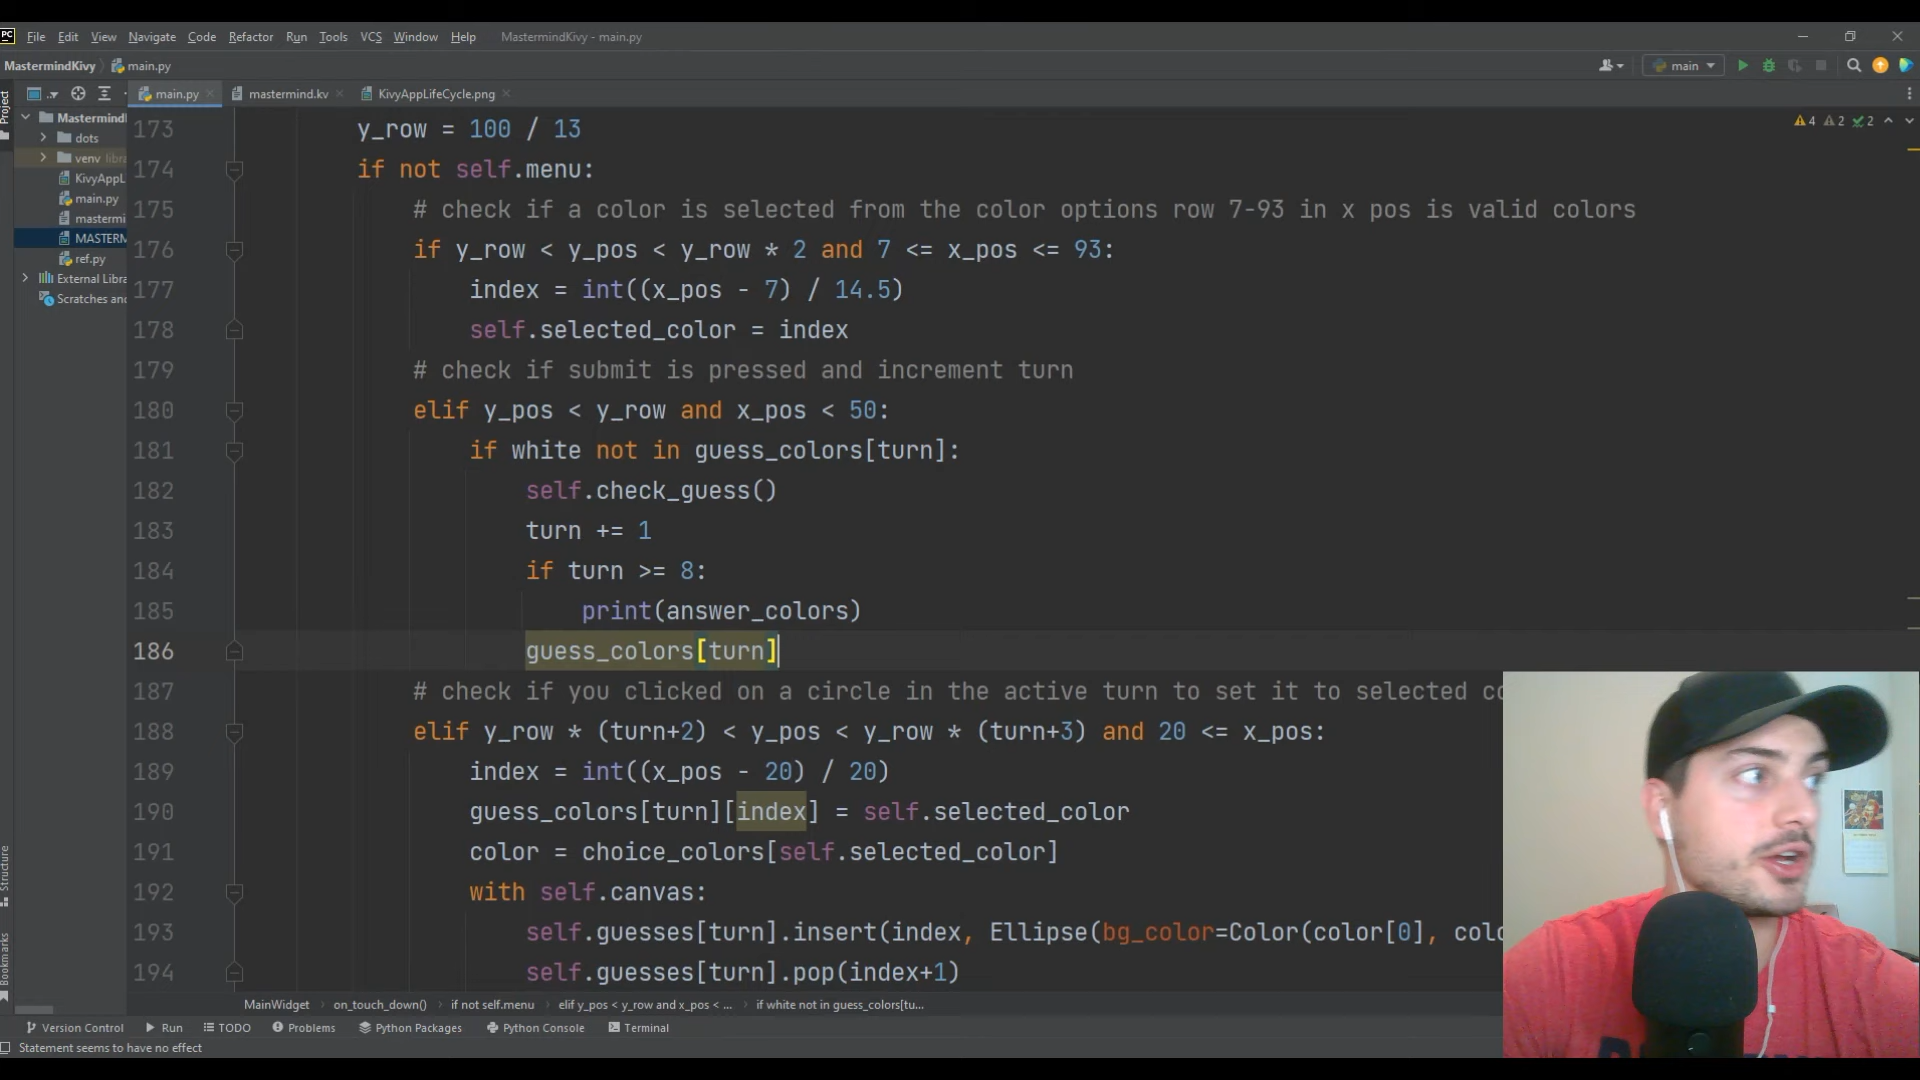 PC File Edit View Navigate Code Refactor Run Tools VCS Window Help MastermindKivy - main.py
MastermindKivy main.py main
main.py mastermind.kv KivyAppLifeCycle.png
Project
Mastermindl
dots
venv libra
KivyAppL
main.py
mastermi
MASTERM
ref.py
External Libra
Scratches and
4 2 2
173 y_row = 100 / 13
174 if not self.menu:
175 # check if a color is selected from the color options row 7-93 in x pos is valid colors
176 if y_row < y_pos < y_row * 2 and 7 <= x_pos <= 93:
177 index = int((x_pos - 7) / 14.5)
178 self.selected_color = index
179 # check if submit is pressed and increment turn
180 elif y_pos < y_row and x_pos < 50:
181 if white not in guess_colors[turn]:
182 self.check_guess()
183 turn += 1
184 if turn >= 8:
185 print(answer_colors)
186 guess_colors[turn]
187 # check if you clicked on a circle in the active turn to set it to selected co
188 elif y_row * (turn+2) < y_pos < y_row * (turn+3) and 20 <= x_pos:
189 index = int((x_pos - 20) / 20)
190 guess_colors[turn][index] = self.selected_color
191 color = choice_colors[self.selected_color]
192 with self.canvas:
193 self.guesses[turn].insert(index, Ellipse(bg_color=Color(color[0], colo
194 self.guesses[turn].pop(index+1)
Structure
Bookmarks
MainWidget on_touch_down() if not self.menu elif y_pos < y_row and x_pos < ... if white not in guess_colors[tu...
Version Control Run TODO Problems Python Packages Python Console Terminal
Statement seems to have no effect